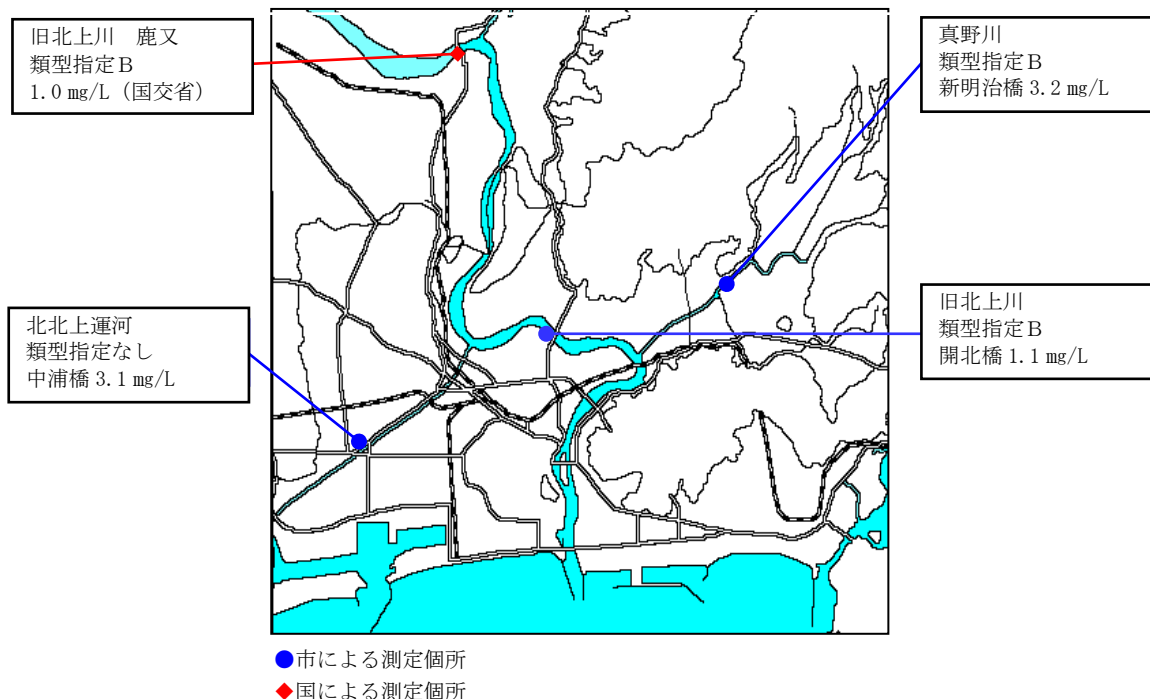 旧北上川　鹿又
類型指定Ｂ
1.0 mg/L（国交省）
真野川
類型指定Ｂ
新明治橋 3.2 mg/L
北北上運河
類型指定なし
中浦橋 3.1 mg/L
旧北上川
類型指定Ｂ
開北橋 1.1 mg/L
●市による測定個所
◆国による測定個所